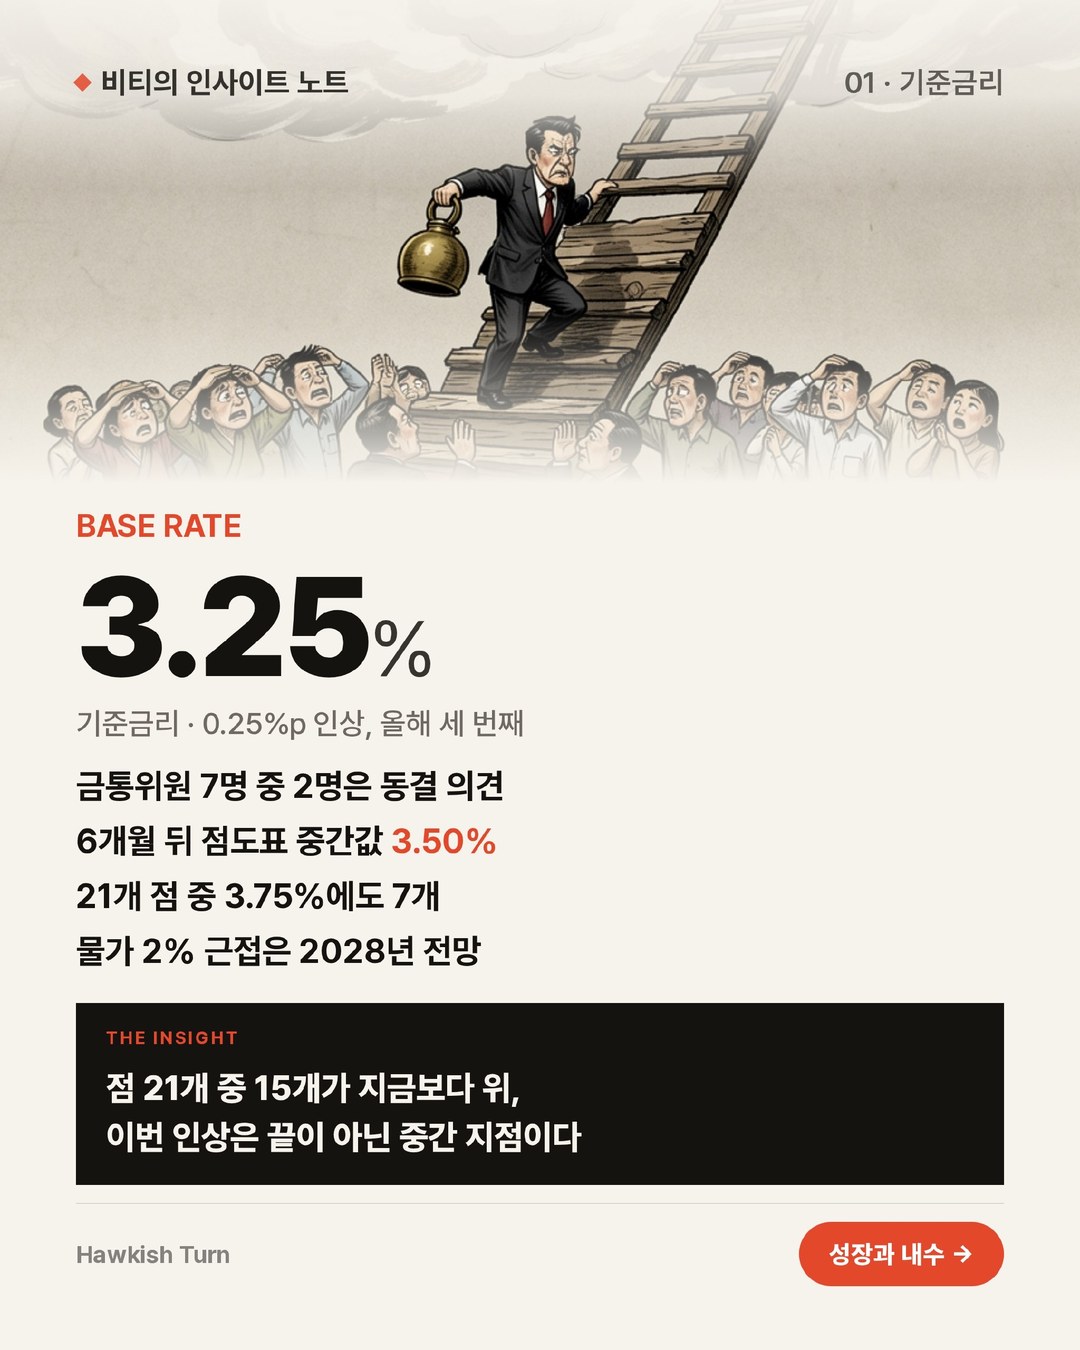 비티의 인사이트 노트
01 · 기준금리
BASE RATE
3.25%
기준금리 · 0.25%p 인상, 올해 세 번째
금통위원 7명 중 2명은 동결 의견
6개월 뒤 점도표 중간값 3.50%
21개 점 중 3.75%에도 7개
물가 2% 근접은 2028년 전망
THE INSIGHT
점 21개 중 15개가 지금보다 위,
이번 인상은 끝이 아닌 중간 지점이다
Hawkish Turn
성장과 내수 →